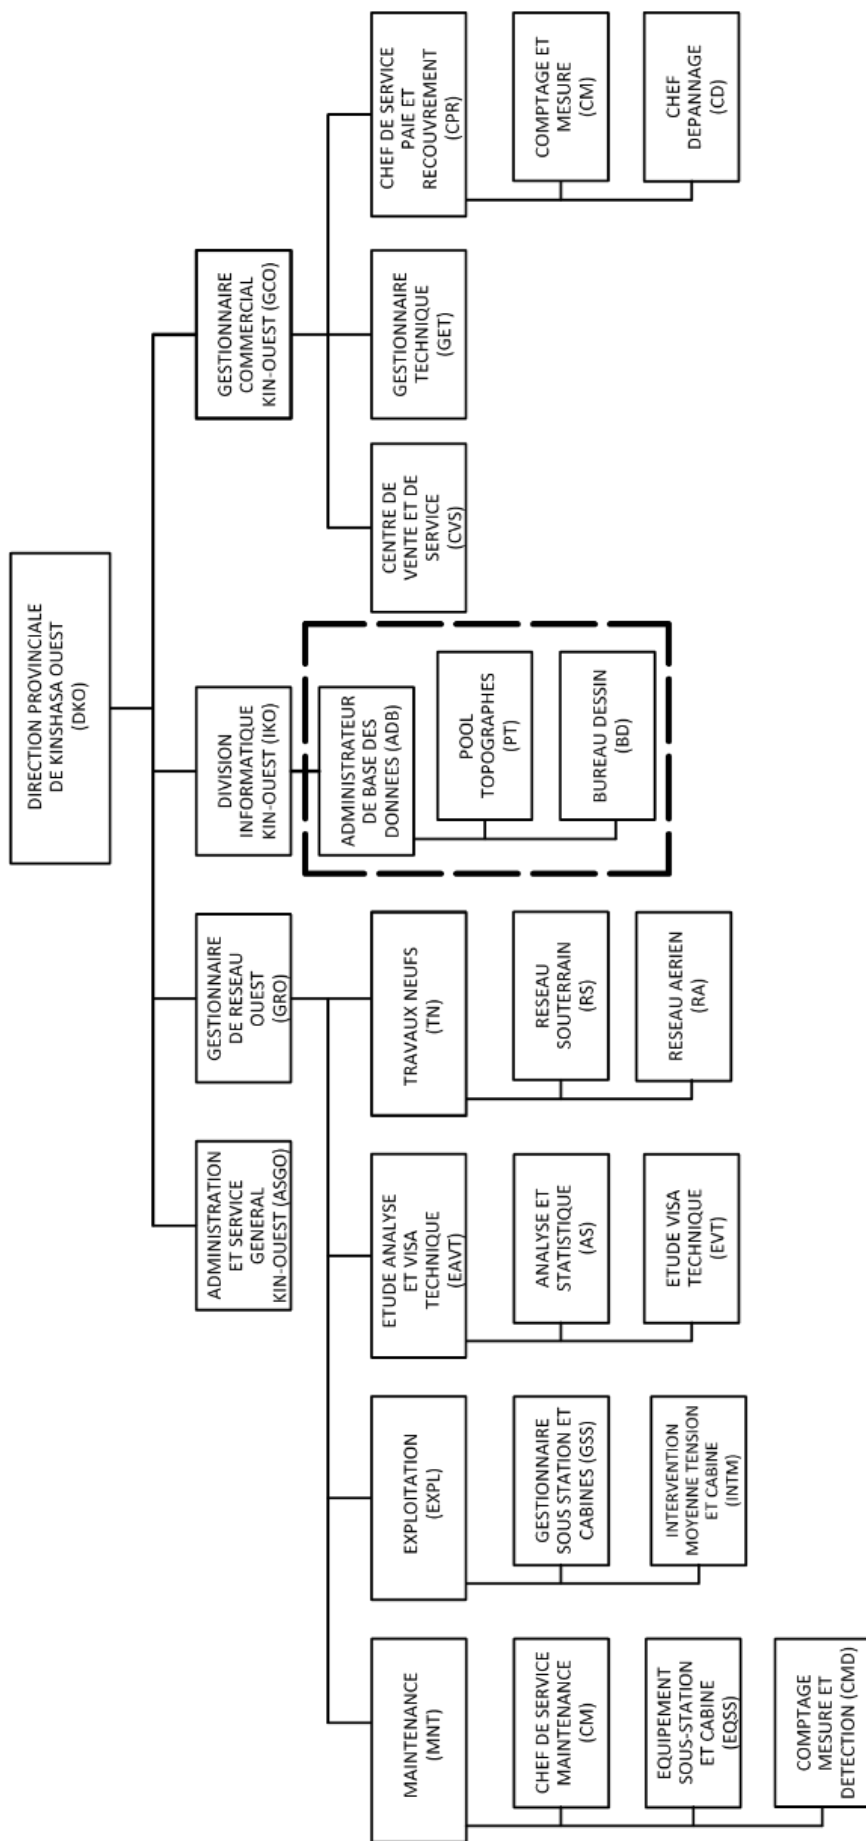 DIRECTION PROVINCIALE
DE KINSHASA OUEST
(DKO)
ADMINISTRATION
ET SERVICE
GENERAL
KIN-OUEST (ASGO)
GESTIONNAIRE
DE RESEAU
OUEST
(GRO)
DIVISION
INFORMATIQUE
KIN-OUEST (IKO)
GESTIONNAIRE
COMMERCIAL
KIN-OUEST (GCO)
MAINTENANCE
(MNT)
CHEF DE SERVICE
MAINTENANCE
(CM)
EQUIPEMENT
SOUS-STATION
ET CABINE
(EQSS)
COMPTAGE
MESURE ET
DETECTION (CMD)
EXPLOITATION
(EXPL)
GESTIONNAIRE
SOUS STATION ET
CABINES (GSS)
INTERVENTION
MOYENNE TENSION
ET CABINE
(INTM)
ETUDE ANALYSE
ET VISA
TECHNIQUE
(EAVT)
ANALYSE ET
STATISTIQUE
(AS)
ETUDE VISA
TECHNIQUE
(EVT)
TRAVAUX NEUFS
(TN)
RESEAU
SOUTERRAIN
(RS)
RESEAU AERIEN
(RA)
ADMINISTRATEUR
DE BASE DES
DONNEES (ADB)
POOL
TOPOGRAPHES
(PT)
BUREAU DESSIN
(BD)
CENTRE DE
VENTE ET DE
SERVICE
(CVS)
GESTIONNAIRE
TECHNIQUE
(GET)
CHEF DE SERVICE
PAIE ET
RECOUVREMENT
(CPR)
COMPTAGE ET
MESURE
(CM)
CHEF
DEPANNAGE
(CD)